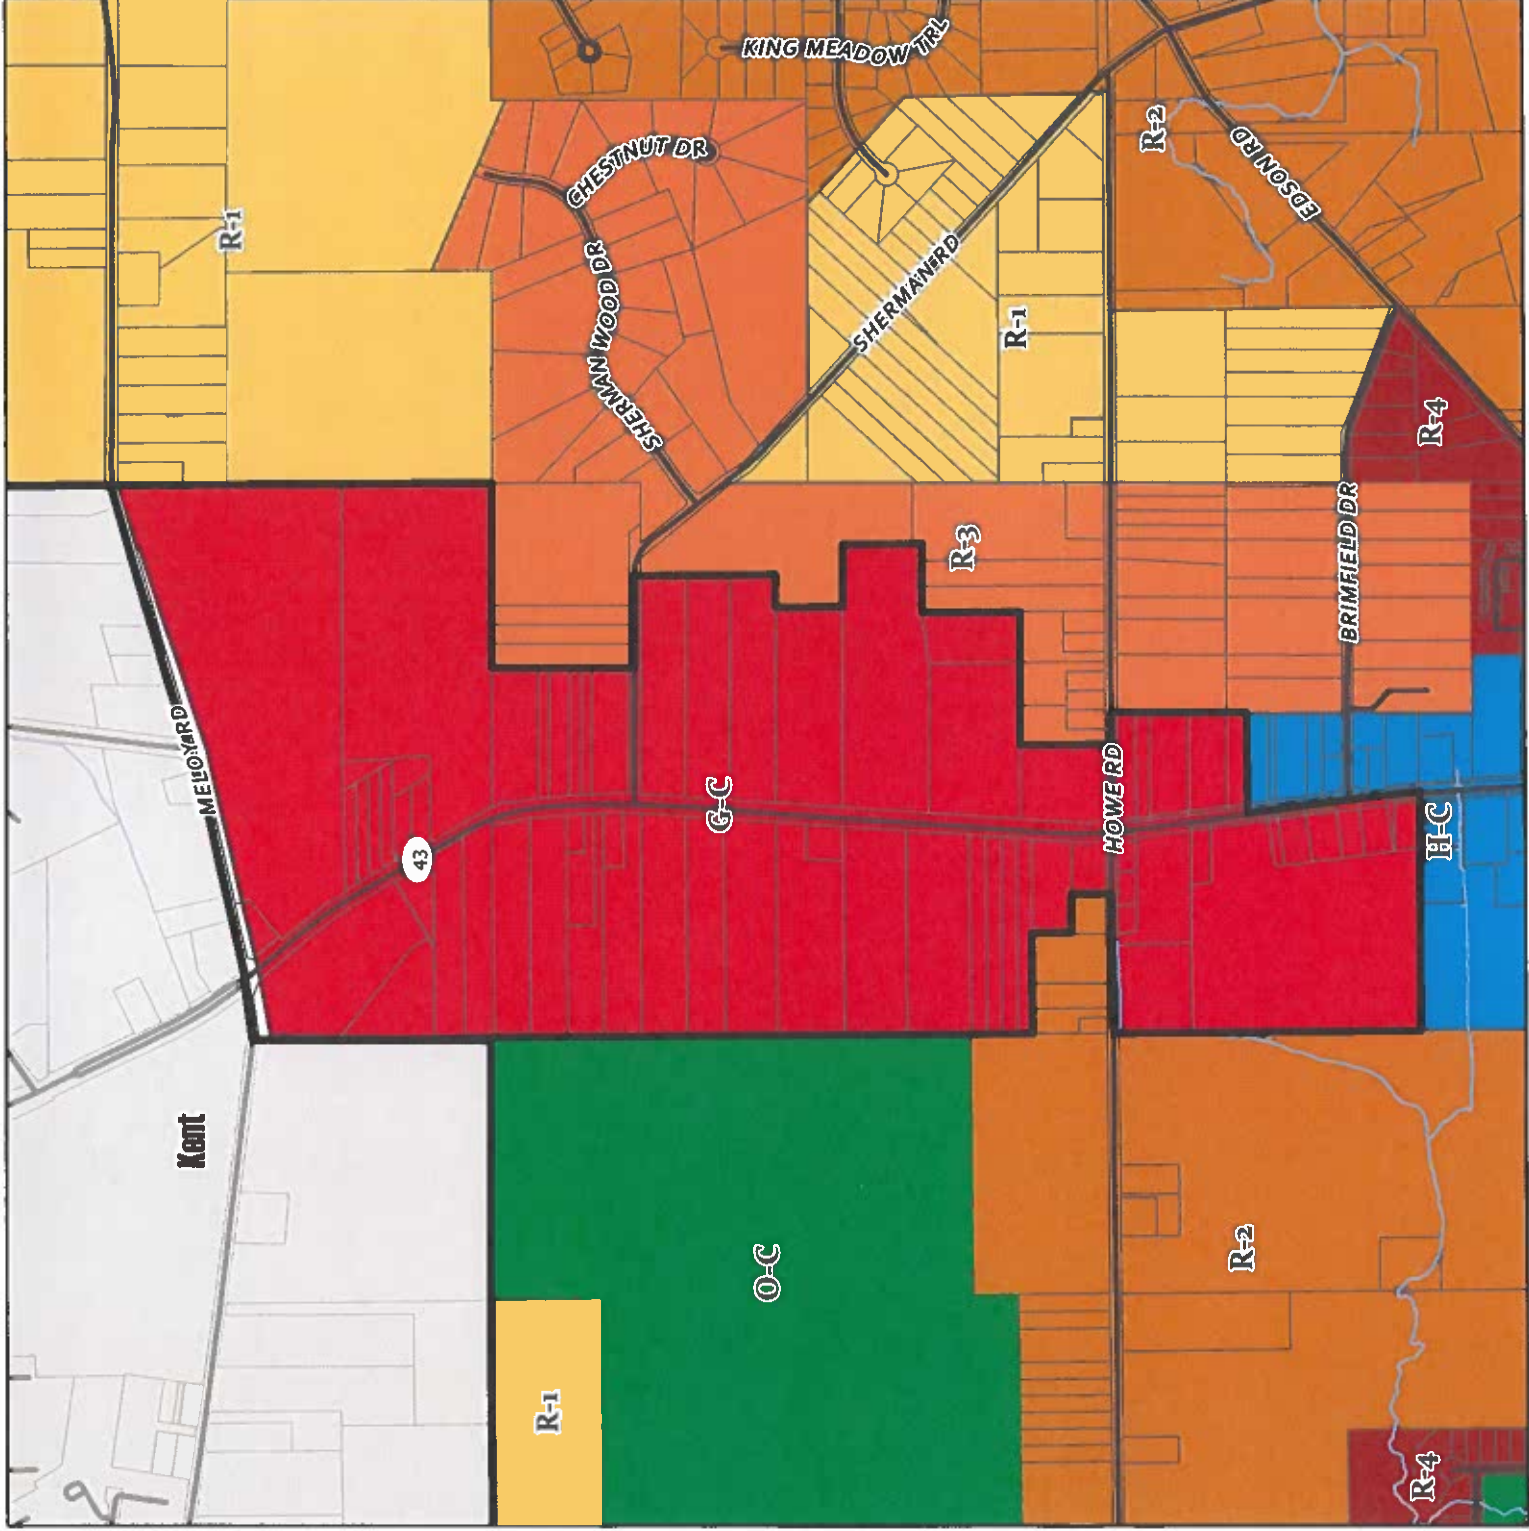 KING MEADOW TRL
R-2
CHESTNUT DR
EDSON RD
R-1
SHERMAN RD
SHERMAN WOOD DR
R-1
R-4
R-3
BRIMFIELD DR
MELOY RD
G-C
HOWE RD
43
H-C
Kent
R-2
O-C
R-1
R-4